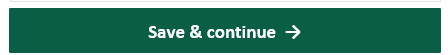 Save & continue →